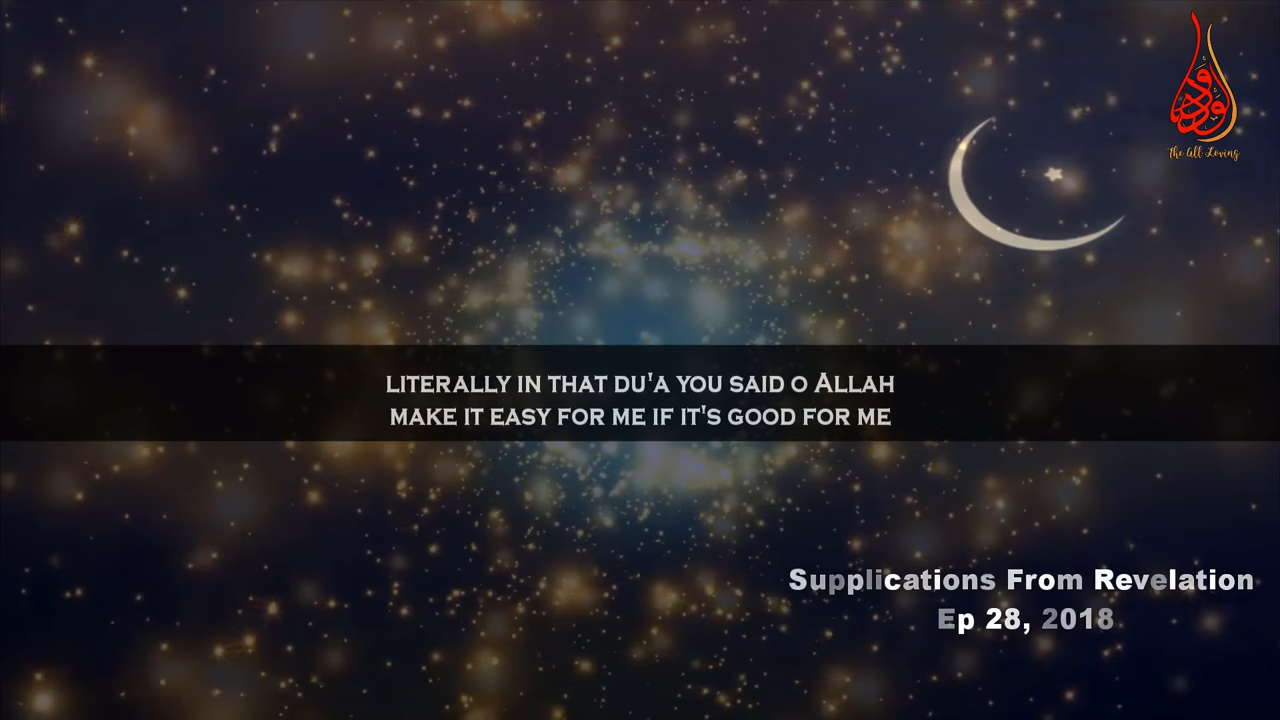 ودود
The All Loving
LITERALLY IN THAT DU'A YOU SAID O ALLAH
MAKE IT EASY FOR ME IF IT'S GOOD FOR ME
Supplications From Revelation
Ep 28, 2018